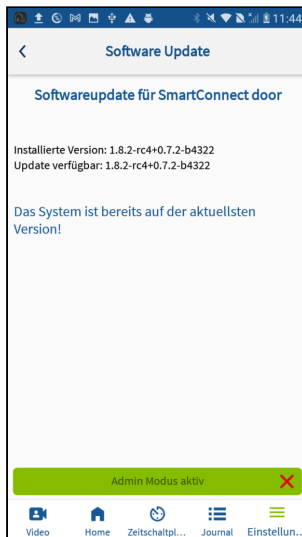 11:44
Software Update
Softwareupdate für SmartConnect door
Installierte Version: 1.8.2-rc4+0.7.2-b4322
Update verfügbar: 1.8.2-rc4+0.7.2-b4322
Das System ist bereits auf der aktuellsten
Version!
Admin Modus aktiv
Video Home Zeitschaltpl... Journal Einstellun...